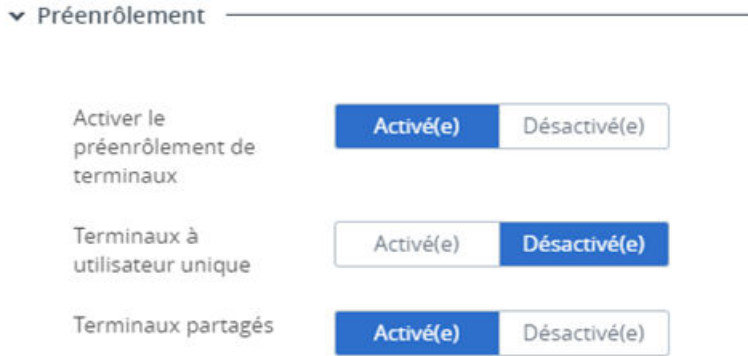 Préenrôlement
Activer le
préenrôlement de
terminaux
Activé(e) Désactivé(e)
Terminaux à
utilisateur unique
Activé(e) Désactivé(e)
Terminaux partagés
Activé(e) Désactivé(e)